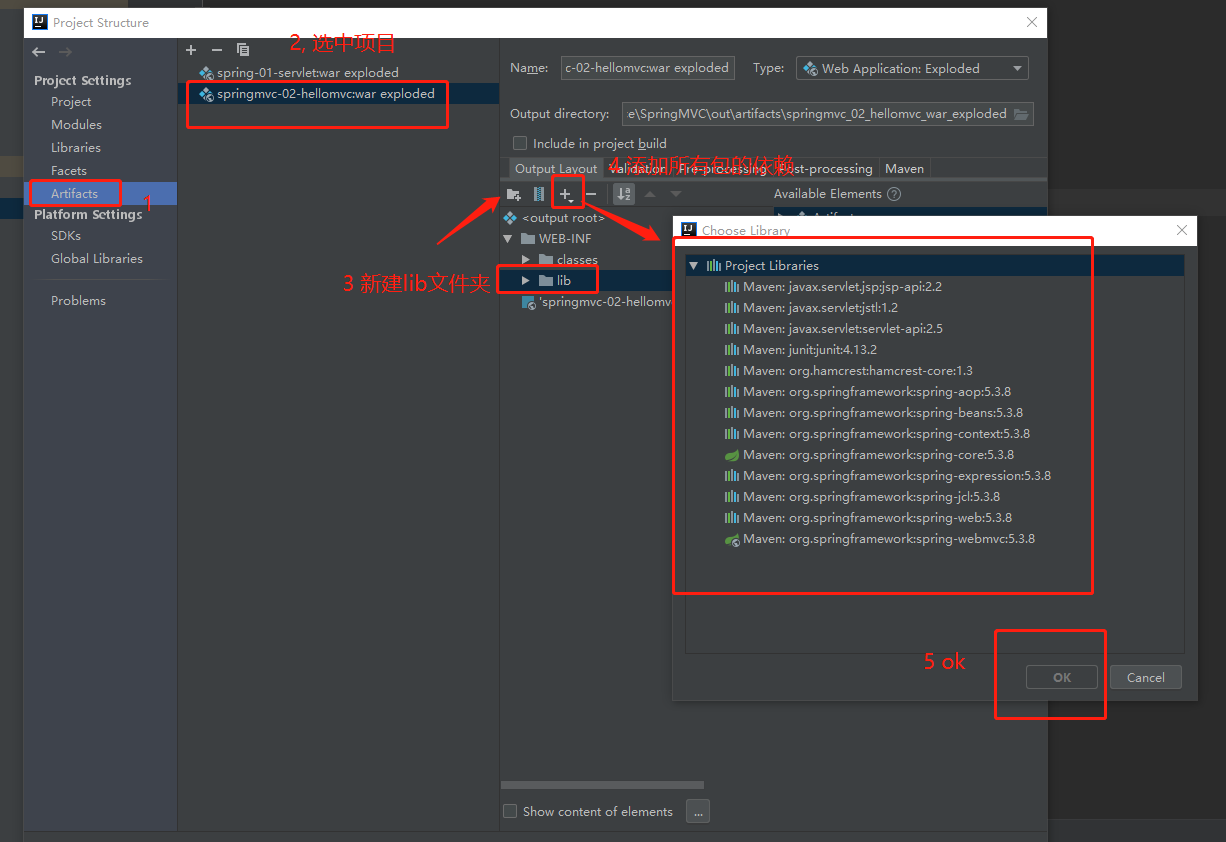 Project Structure
2, 选中项目
Project Settings
Project
Modules
Libraries
Facets
Artifacts
1
Platform Settings
SDKs
Global Libraries
Problems
spring-01-servlet:war exploded
springmvc-02-hellomvc:war exploded
Name: c-02-hellomvc:war exploded Type: Web Application: Exploded
Output directory: :e\SpringMVC\out\artifacts\springmvc_02_hellomvc_war_exploded
Include in project build
4 添加所有包的依赖
Output Layout Validation Pre-processing Post-processing Maven
Available Elements
<output root>
WEB-INF
classes
3 新建lib文件夹
lib
'springmvc-02-hellomv
Choose Library
Project Libraries
Maven: javax.servlet.jsp:jsp-api:2.2
Maven: javax.servlet:jstl:1.2
Maven: javax.servlet:servlet-api:2.5
Maven: junit:junit:4.13.2
Maven: org.hamcrest:hamcrest-core:1.3
Maven: org.springframework:spring-aop:5.3.8
Maven: org.springframework:spring-beans:5.3.8
Maven: org.springframework:spring-context:5.3.8
Maven: org.springframework:spring-core:5.3.8
Maven: org.springframework:spring-expression:5.3.8
Maven: org.springframework:spring-jcl:5.3.8
Maven: org.springframework:spring-web:5.3.8
Maven: org.springframework:spring-webmvc:5.3.8
5 ok
OK Cancel
Show content of elements ...